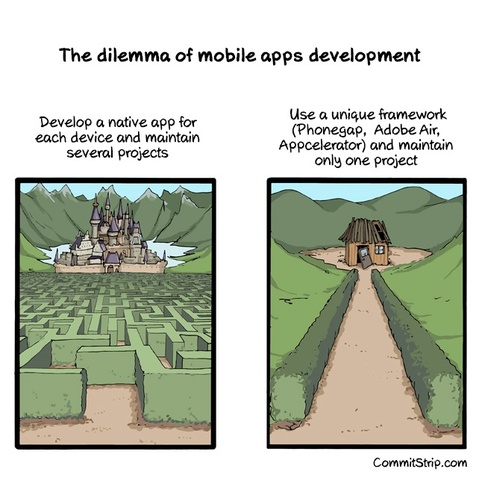 The dilemma of mobile apps development
Develop a native app for
each device and maintain
several projects
Use a unique framework
(Phonegap, Adobe Air,
Appcelerator) and maintain
only one project
CommitStrip.com